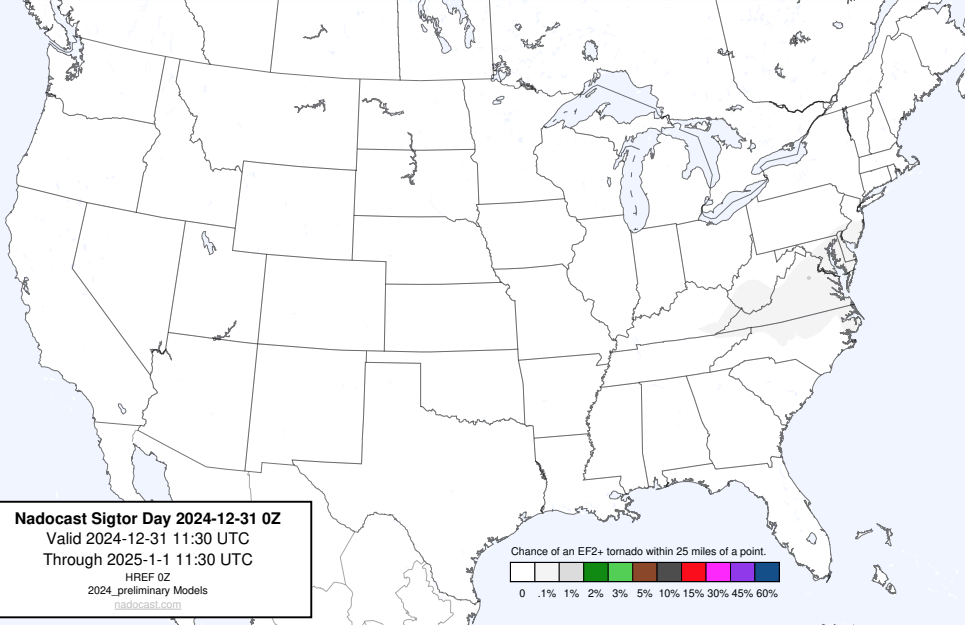 Nadocast Sigtor Day 2024-12-31 0Z
Valid 2024-12-31 11:30 UTC
Through 2025-1-1 11:30 UTC
HREF 0Z
2024_preliminary Models
nadocast.com
Chance of an EF2+ tornado within 25 miles of a point.
0 .1% 1% 2% 3% 5% 10% 15% 30% 45% 60%